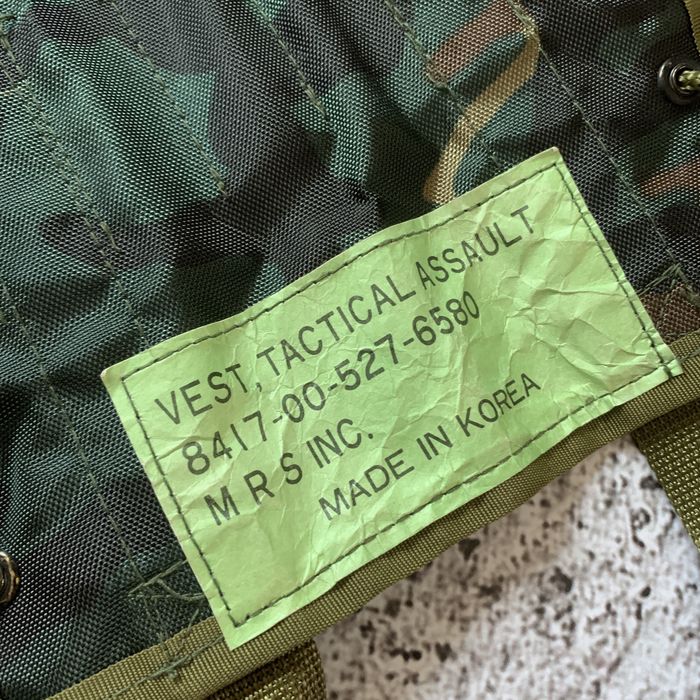 VEST, TACTICAL ASSAULT
8417-00-527-6580
M R S INC.
MADE IN KOREA